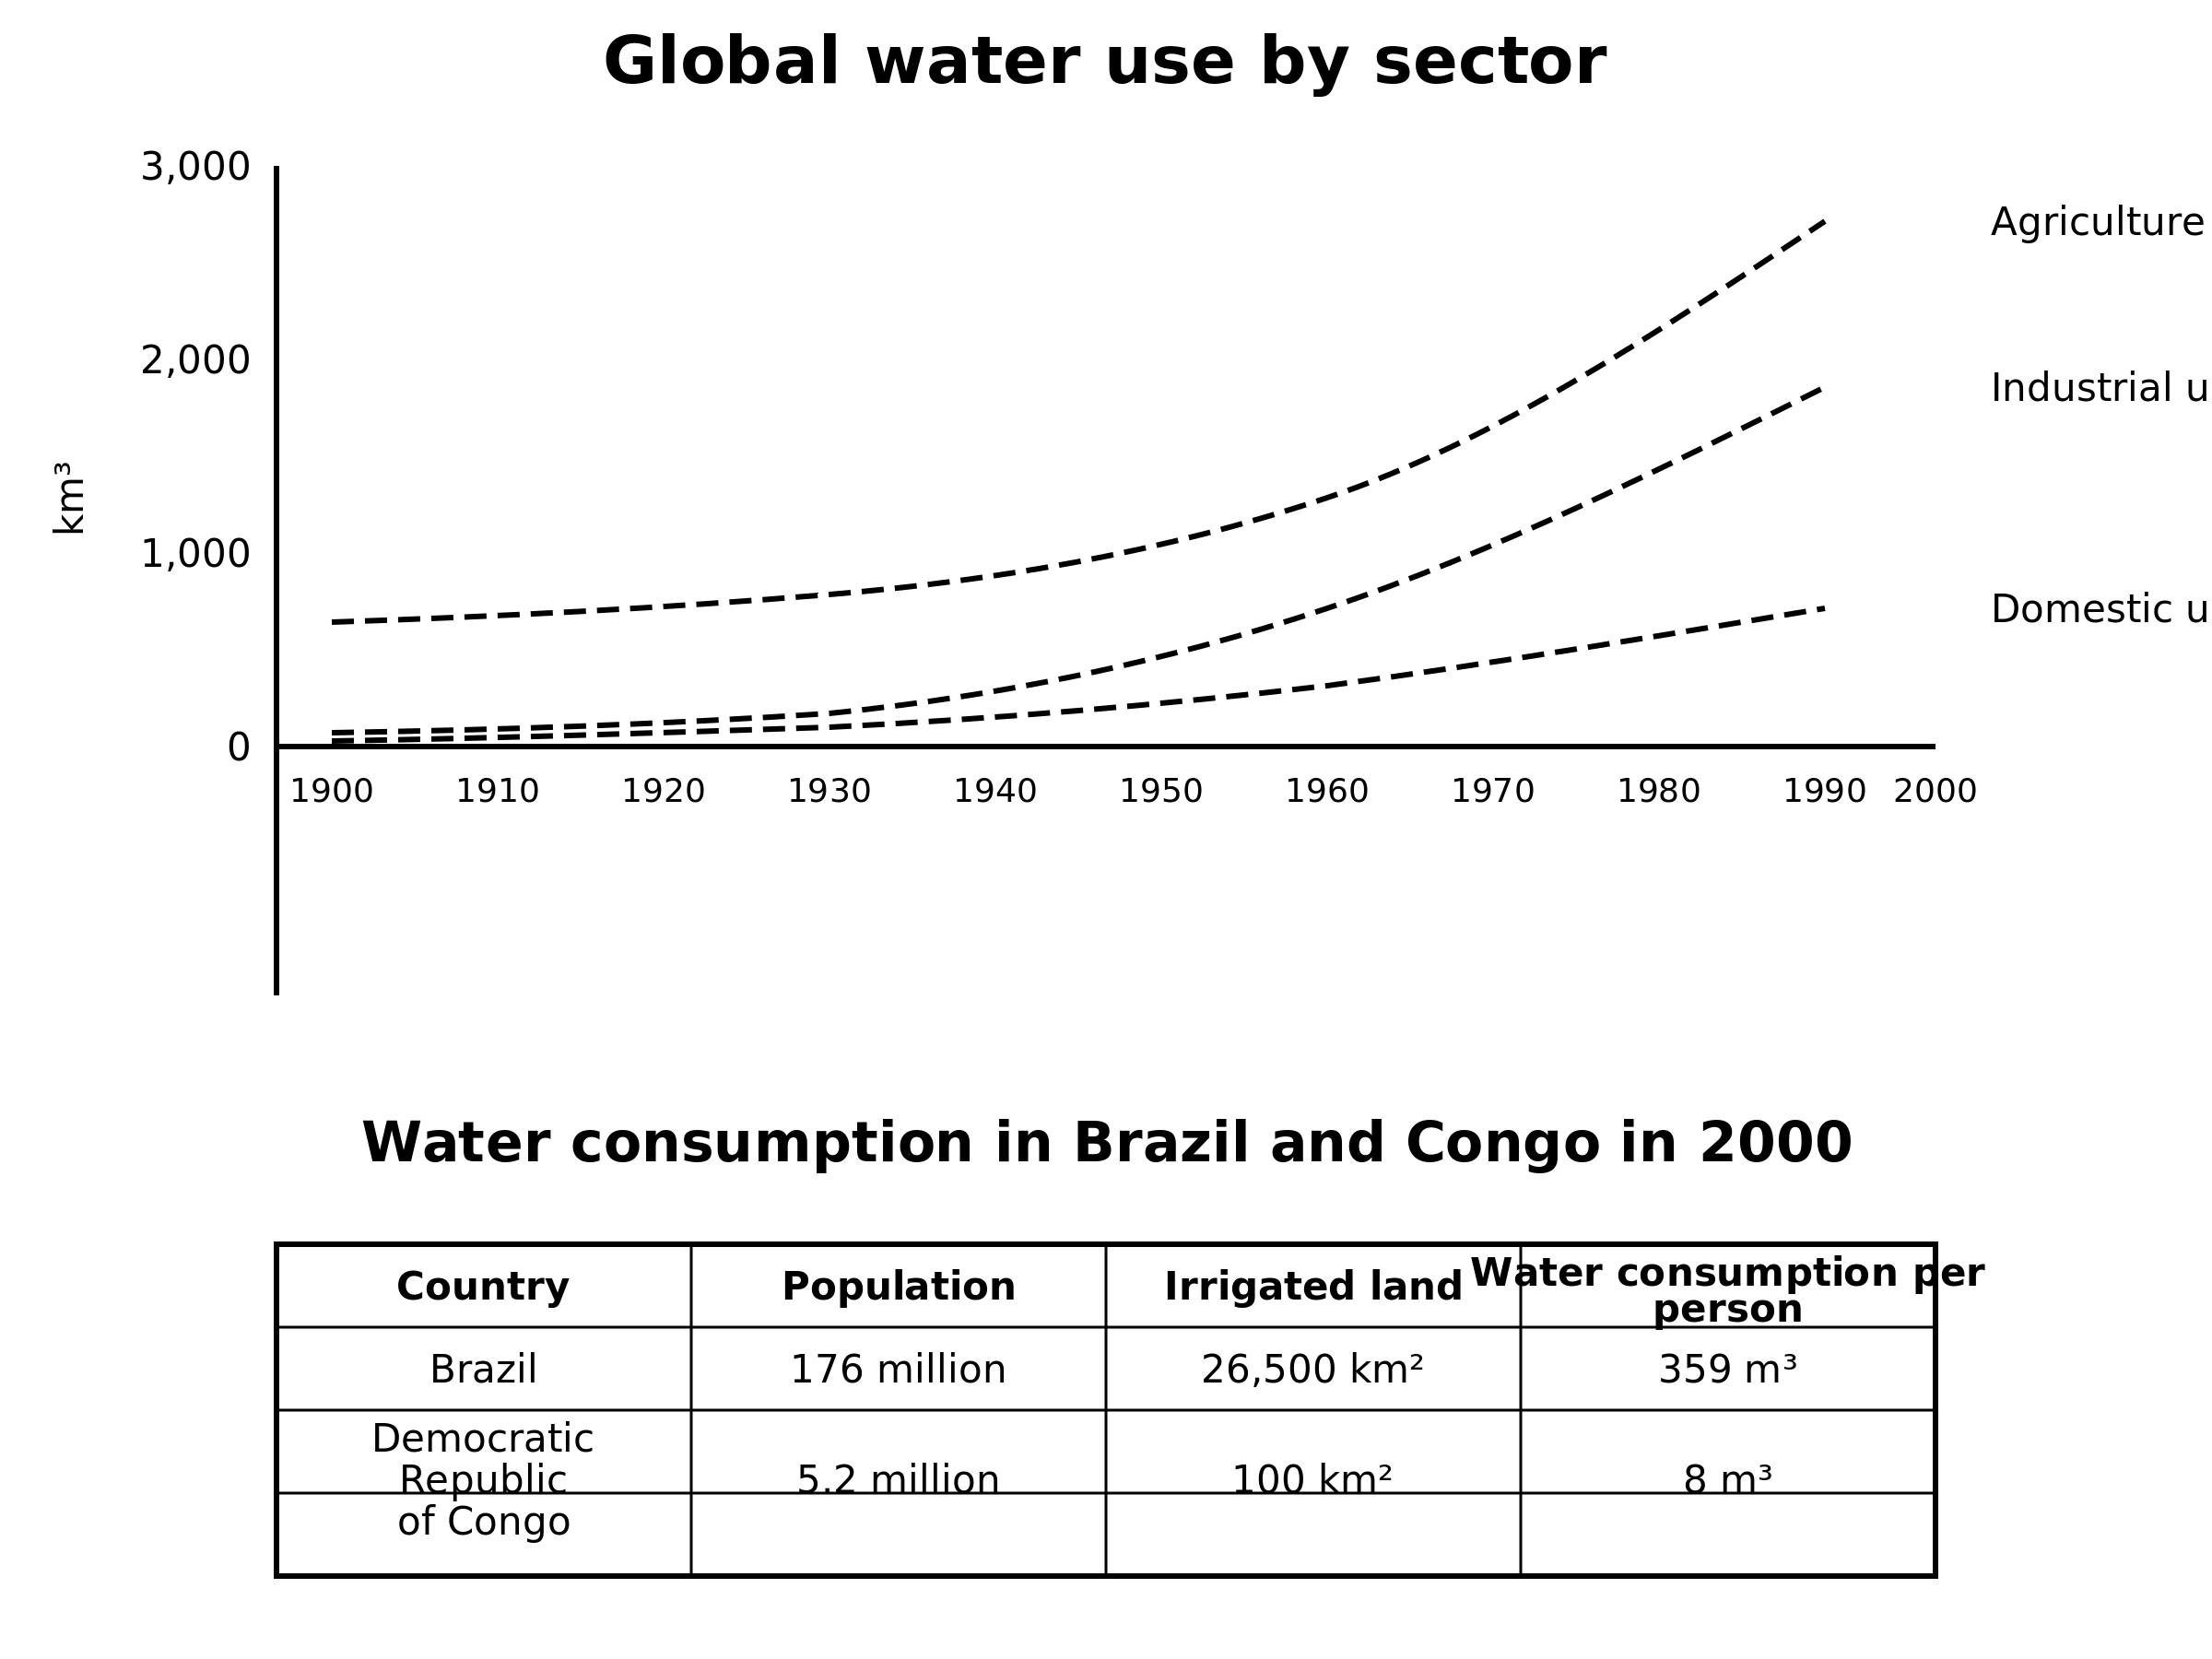 Global water use by sector
3,000
2,000
1,000
0
km³
Agriculture
Industrial u
Domestic u
1900 1910 1920 1930 1940 1950 1960 1970 1980 1990 2000
Water consumption in Brazil and Congo in 2000
Country Population Irrigated land Water consumption per
person
Brazil 176 million 26,500 km² 359 m³
Democratic
Republic 5.2 million 100 km² 8 m³
of Congo